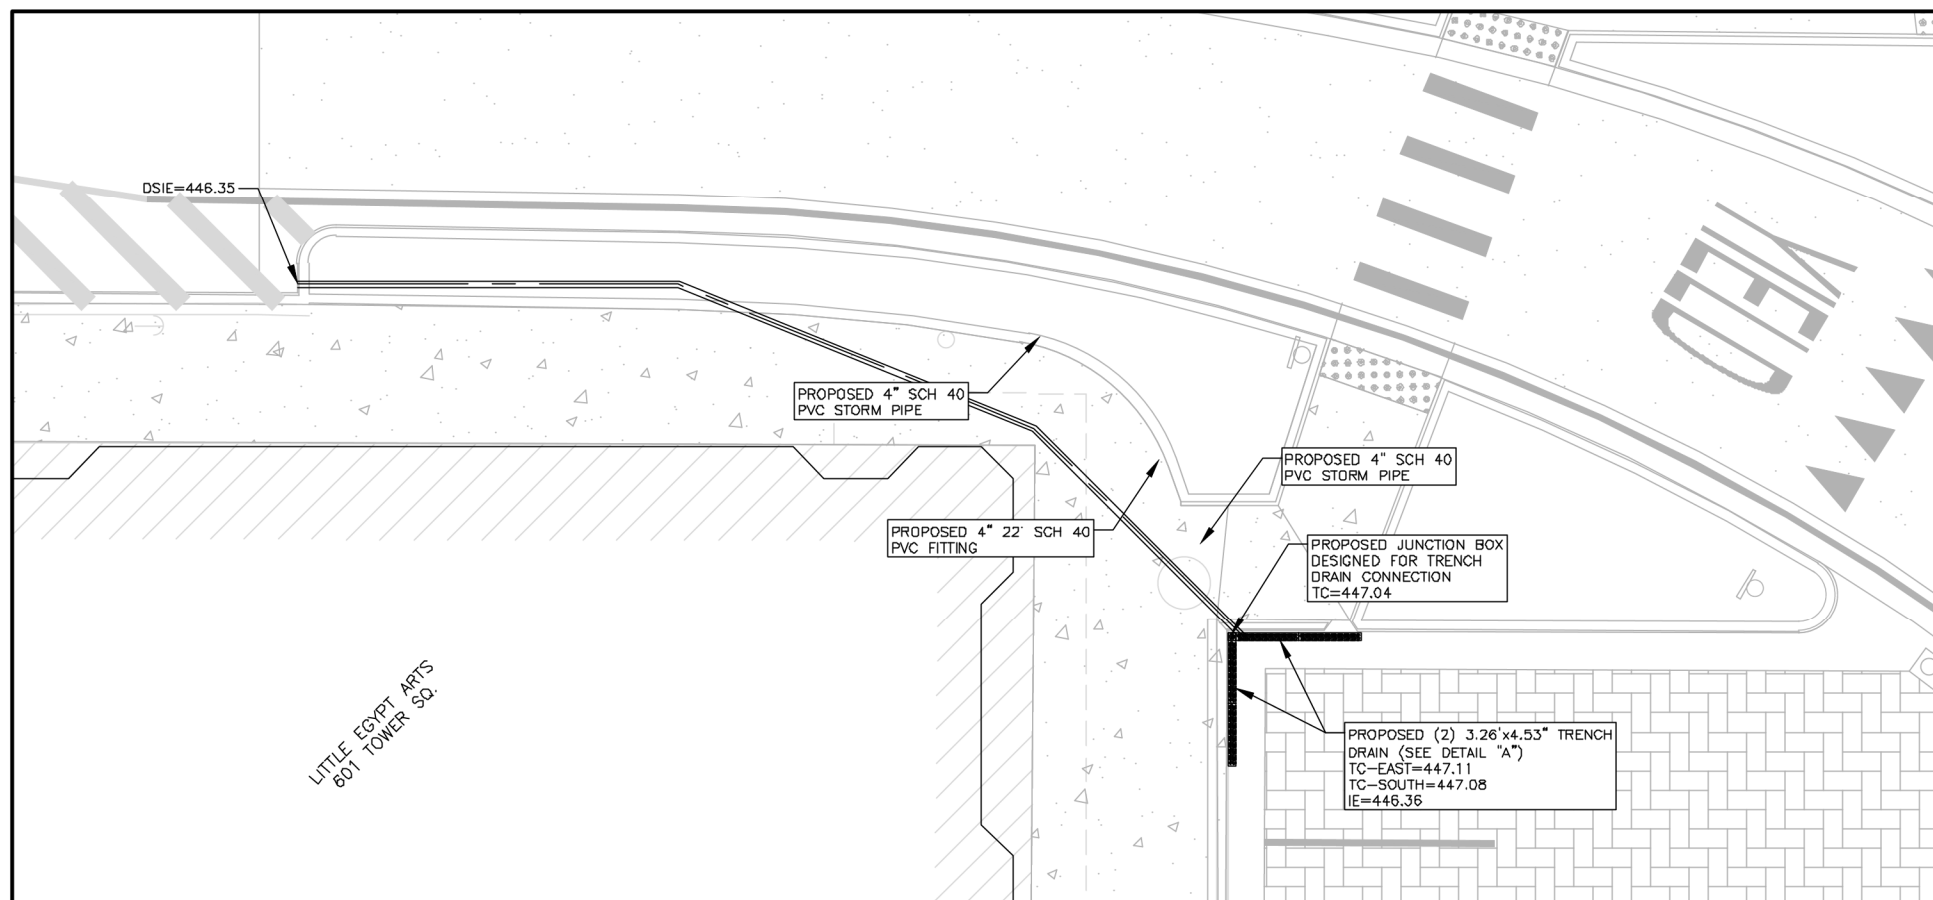 DSIE=446.35
PROPOSED 4" SCH 40
PVC STORM PIPE
PROPOSED 4" SCH 40
PVC STORM PIPE
PROPOSED 4" 22° SCH 40
PVC FITTING
PROPOSED JUNCTION BOX
DESIGNED FOR TRENCH
DRAIN CONNECTION
TC=447.04
LITTLE EGYPT ARTS
601 TOWER SQ.
PROPOSED (2) 3.26'x4.53" TRENCH
DRAIN (SEE DETAIL "A")
TC-EAST=447.11
TC-SOUTH=447.08
IE=446.36